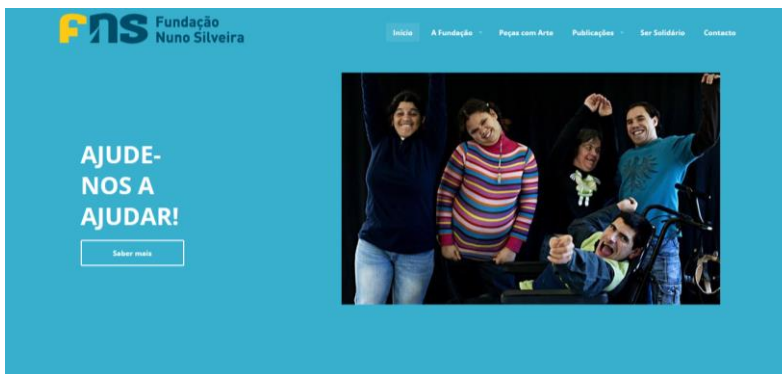 fns Fundação
Nuno Silveira
Início A Fundação Peças com Arte Publicações Ser Solidário Contacto
AJUDE-
NOS A
AJUDAR!
Saber mais